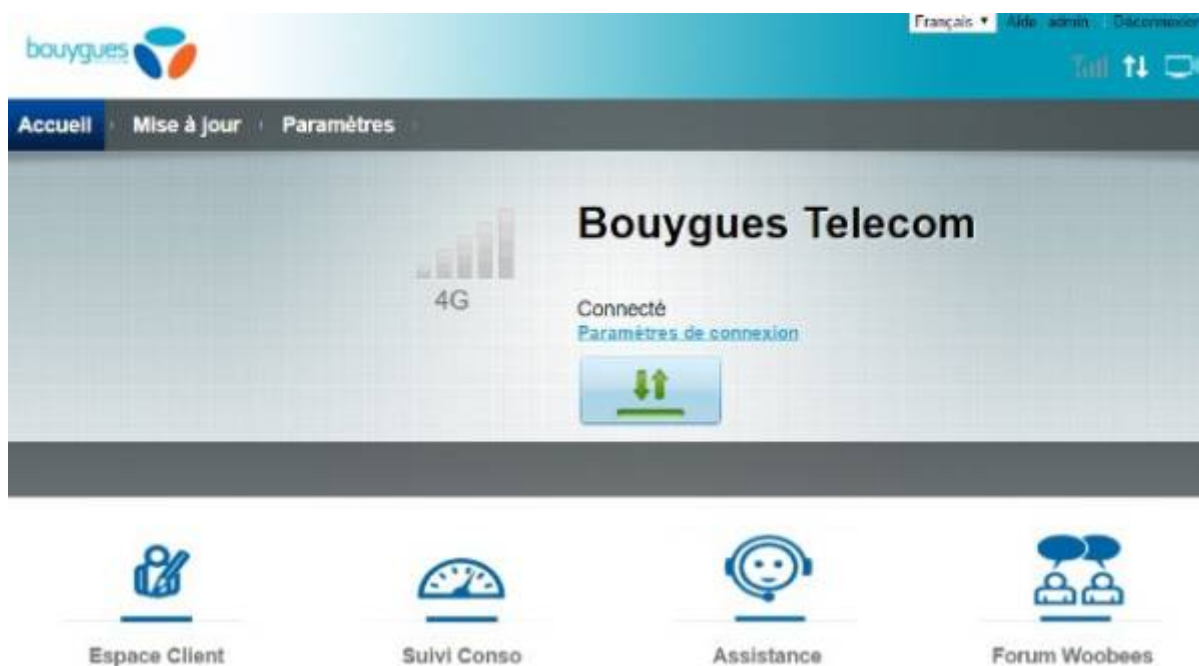 Français ▾ Aide admin Déconnexion
bouygues
Accueil Mise à jour Paramètres
Bouygues Telecom
4G
Connecté
Paramètres de connexion
Espace Client Suivi Conso Assistance Forum Woobees